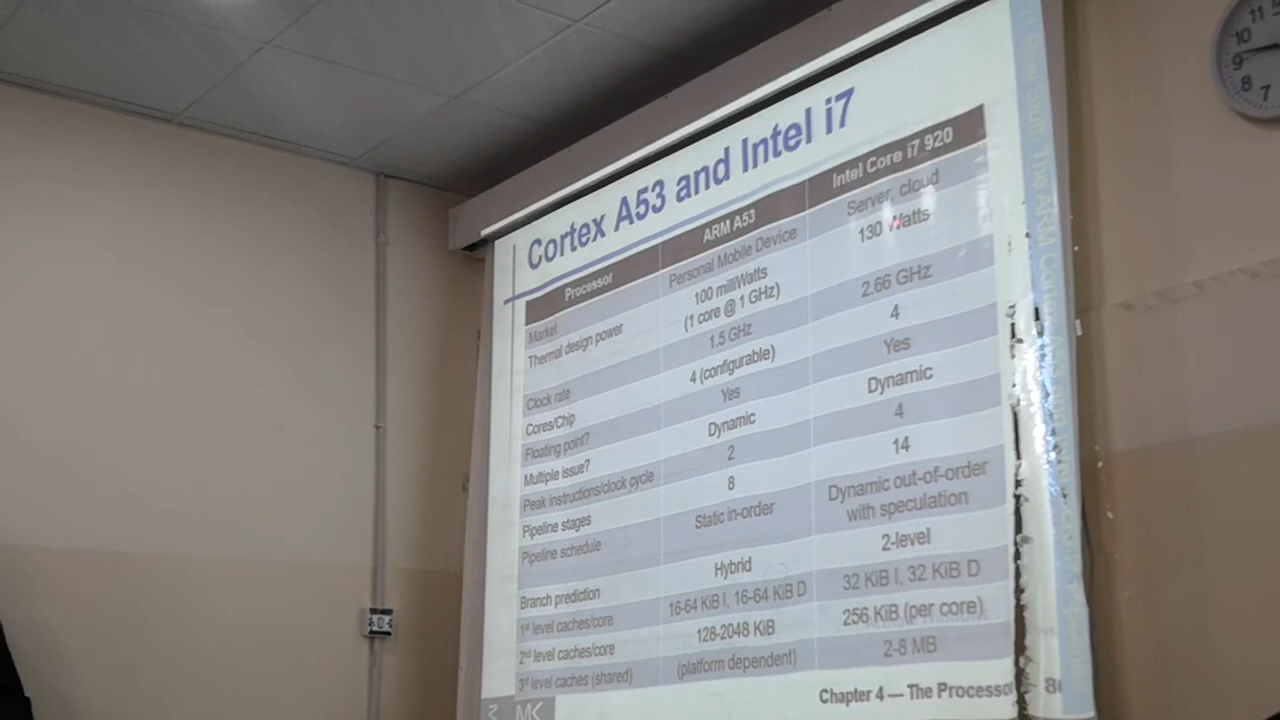 Cortex A53 and Intel i7
Processor ARM A53 Intel Core i7 920
Market Personal Mobile Device Server, cloud
Thermal design power 100 milliWatts 130 Watts
(1 core @ 1 GHz)
Clock rate 1.5 GHz 2.66 GHz
Cores/Chip 4 (configurable) 4
Floating point? Yes Yes
Multiple issue? Dynamic Dynamic
Peak instructions/clock cycle 2 4
Pipeline stages 8 14
Pipeline schedule Static in-order Dynamic out-of-order
with speculation
Branch prediction Hybrid 2-level
1st level caches/core 16-64 KiB I, 16-64 KiB D 32 KiB I, 32 KiB D
2nd level caches/core 128-2048 KiB 256 KiB (per core)
3rd level caches (shared) (platform dependent) 2-8 MB
Chapter 4 — The Processor
MK
11
10
9
8
7